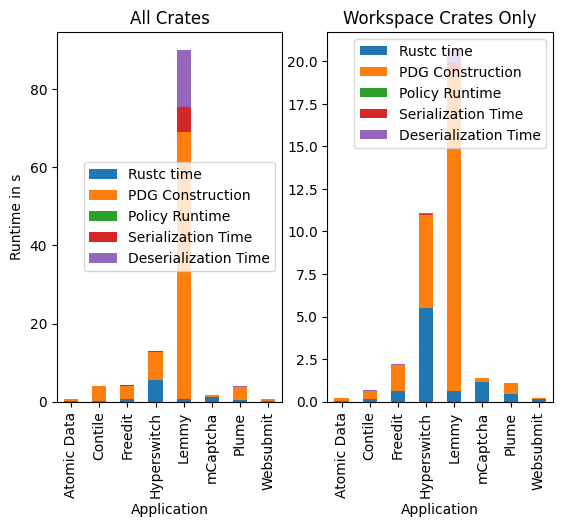 All Crates
Runtime in s
80
60
40
20
0
Rustc time
PDG Construction
Policy Runtime
Serialization Time
Deserialization Time
Atomic Data
Contile
Freedit
Hyperswitch
Lemmy
mCaptcha
Plume
Websubmit
Application
Workspace Crates Only
20.0
17.5
15.0
12.5
10.0
7.5
5.0
2.5
0.0
Rustc time
PDG Construction
Policy Runtime
Serialization Time
Deserialization Time
Atomic Data
Contile
Freedit
Hyperswitch
Lemmy
mCaptcha
Plume
Websubmit
Application